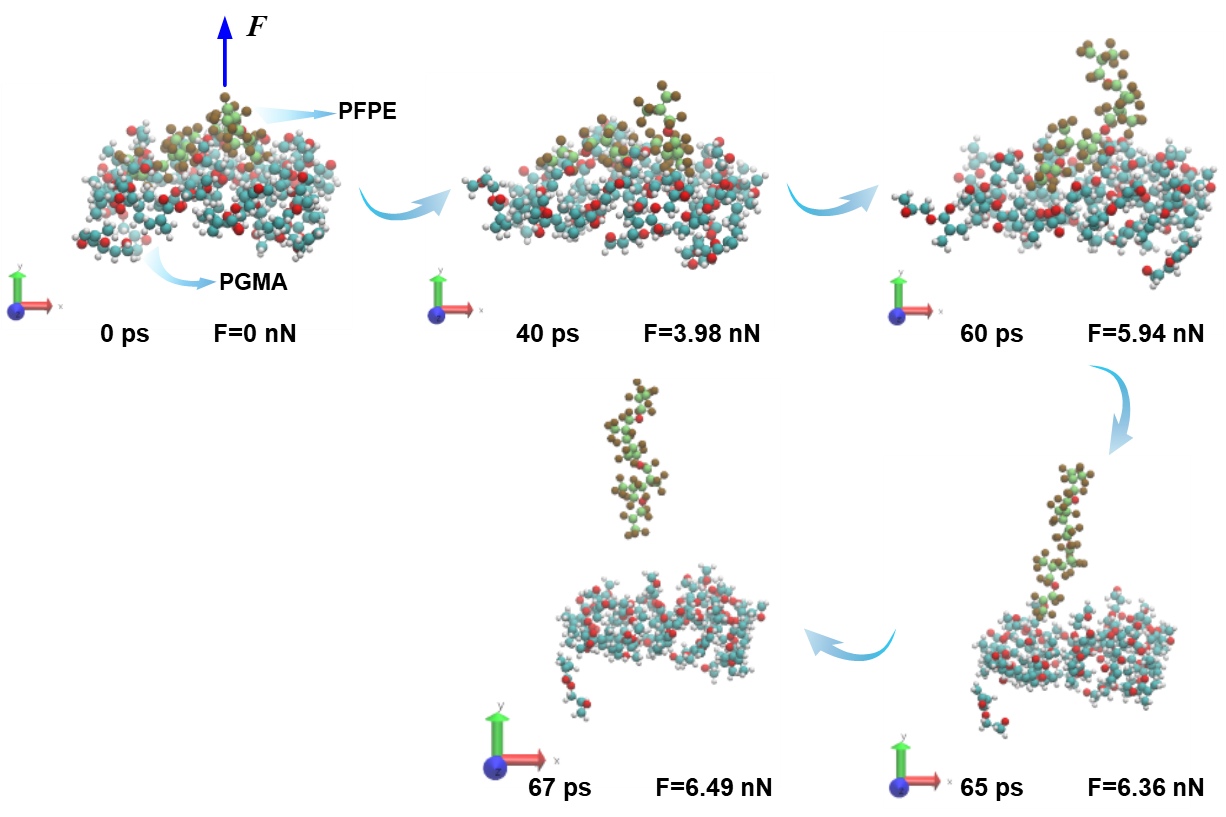 F
PFPE
PGMA
y
x
z
0 ps F=0 nN
y
x
z
40 ps F=3.98 nN
y
x
z
60 ps F=5.94 nN
y
x
z
67 ps F=6.49 nN
y
x
z
65 ps F=6.36 nN